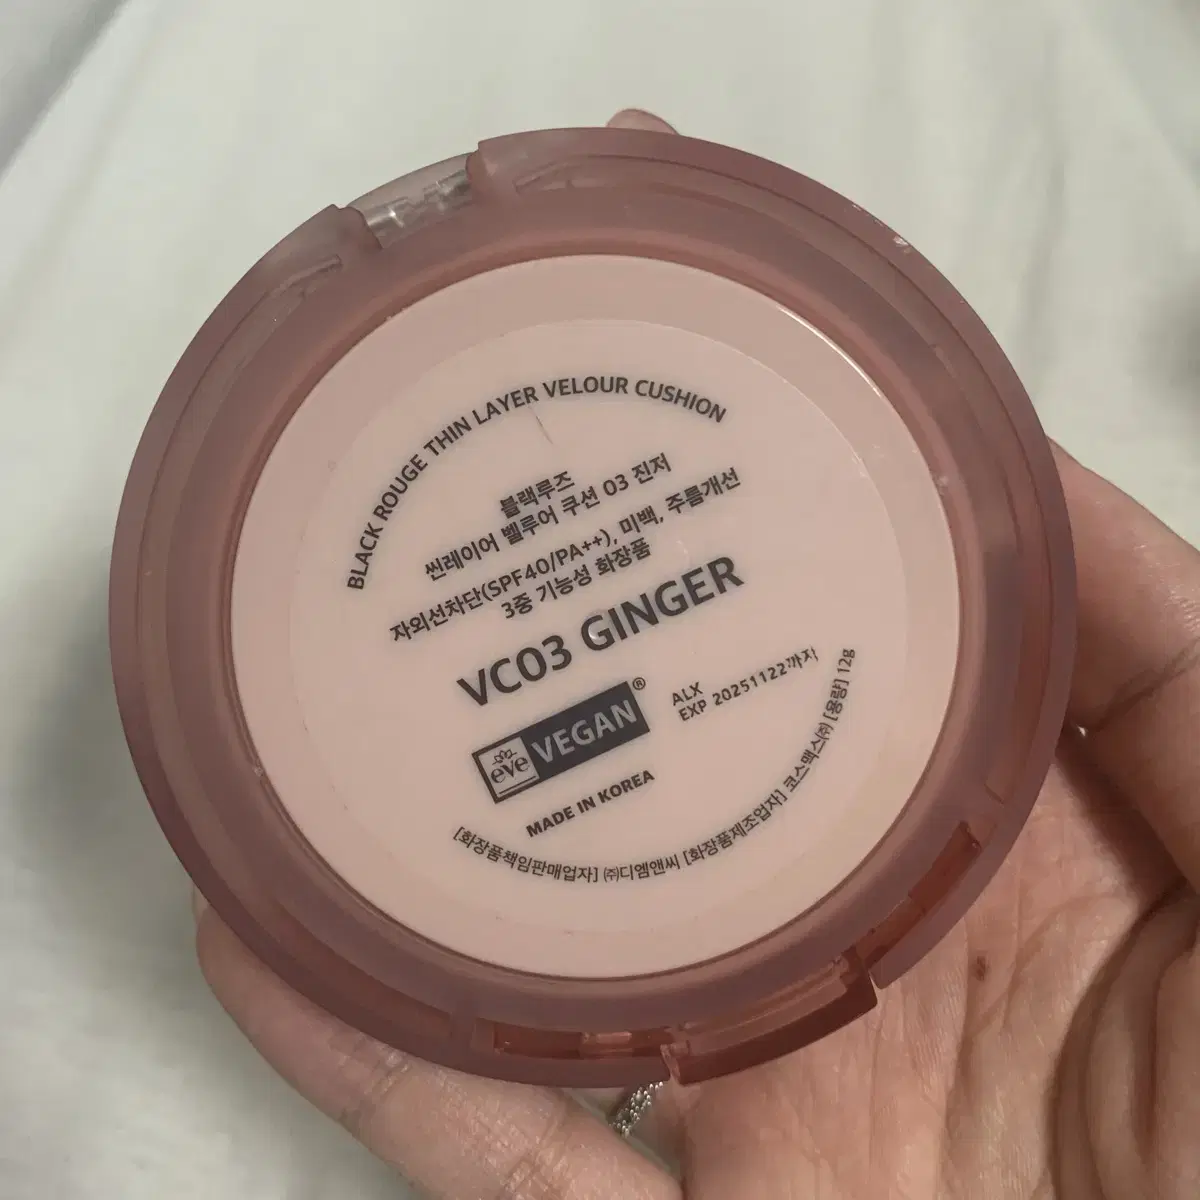 BLACK ROUGE THIN LAYER VELOUR CUSHION
블랙루즈
씬레이어 벨루어 쿠션 03 진저
자외선차단(SPF40/PA++), 미백, 주름개선
3중 기능성 화장품
VC03 GINGER
eve VEGAN®
ALX
EXP 20251122까지
MADE IN KOREA
[화장품책임판매업자] ㈜디엠앤씨 [화장품제조업자] 코스맥스㈜ [용량] 12g